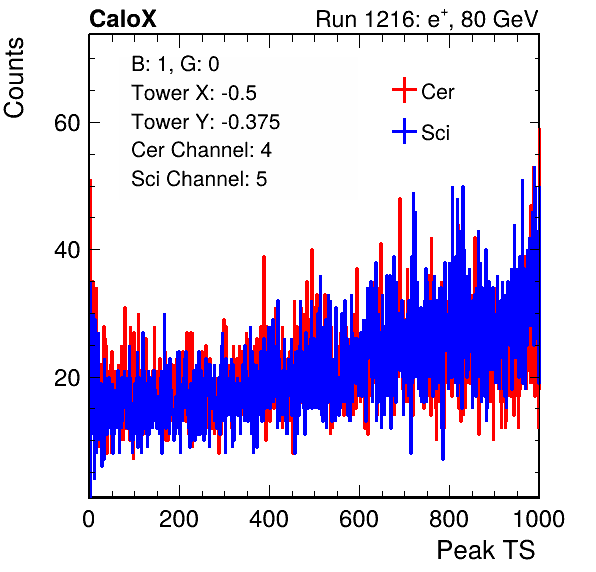 CaloX Run 1216: e⁺, 80 GeV
Counts
B: 1, G: 0
Tower X: -0.5
Tower Y: -0.375
Cer Channel: 4
Sci Channel: 5
Cer
Sci
60
40
20
0 200 400 600 800 1000
Peak TS